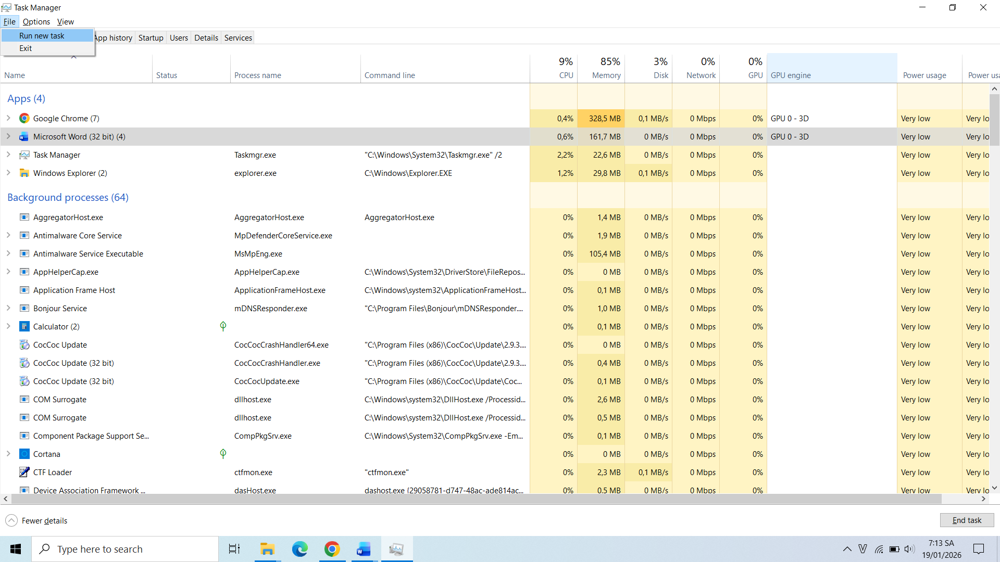 Task Manager
File Options View
Run new task
Exit
App history Startup Users Details Services
9% 85% 3% 0% 0%
Name Status Process name Command line CPU Memory Disk Network GPU GPU engine Power usage Power usa
Apps (4)
Google Chrome (7) 0,4% 328,5 MB 0,1 MB/s 0 Mbps 0% GPU 0 - 3D Very low Very lo
Microsoft Word (32 bit) (4) 0,6% 161,7 MB 0 MB/s 0 Mbps 0% GPU 0 - 3D Very low Very lo
Task Manager Taskmgr.exe "C:\Windows\System32\Taskmgr.exe" /2 2,2% 22,6 MB 0 MB/s 0 Mbps 0% Very low Very lo
Windows Explorer (2) explorer.exe C:\Windows\Explorer.EXE 1,2% 29,8 MB 0,1 MB/s 0 Mbps 0% Very low Very lo
Background processes (64)
AggregatorHost.exe AggregatorHost.exe AggregatorHost.exe 0% 1,4 MB 0 MB/s 0 Mbps 0% Very low Very lo
Antimalware Core Service MpDefenderCoreService.exe 0% 1,9 MB 0 MB/s 0 Mbps 0% Very low Very lo
Antimalware Service Executable MsMpEng.exe 0% 105,4 MB 0 MB/s 0 Mbps 0% Very low Very lo
AppHelperCap.exe AppHelperCap.exe C:\Windows\System32\DriverStore\FileRepos... 0% 0 MB 0 MB/s 0 Mbps 0% Very low Very lo
Application Frame Host ApplicationFrameHost.exe C:\Windows\system32\ApplicationFrameHost... 0% 0,1 MB 0 MB/s 0 Mbps 0% Very low Very lo
Bonjour Service mDNSResponder.exe "C:\Program Files\Bonjour\mDNSResponder.... 0% 1,0 MB 0 MB/s 0 Mbps 0% Very low Very lo
Calculator (2) 0% 0,1 MB 0 MB/s 0 Mbps 0% Very low Very lo
CocCoc Update CocCocCrashHandler64.exe "C:\Program Files (x86)\CocCoc\Update\2.9.3.... 0% 0 MB 0 MB/s 0 Mbps 0% Very low Very lo
CocCoc Update (32 bit) CocCocCrashHandler.exe "C:\Program Files (x86)\CocCoc\Update\2.9.3.... 0% 0,4 MB 0 MB/s 0 Mbps 0% Very low Very lo
CocCoc Update (32 bit) CocCocUpdate.exe "C:\Program Files (x86)\CocCoc\Update\Coc... 0% 0,1 MB 0 MB/s 0 Mbps 0% Very low Very lo
COM Surrogate dllhost.exe C:\Windows\system32\DllHost.exe /Processid... 0% 2,6 MB 0 MB/s 0 Mbps 0% Very low Very lo
COM Surrogate dllhost.exe C:\Windows\system32\DllHost.exe /Processid... 0% 0,5 MB 0 MB/s 0 Mbps 0% Very low Very lo
Component Package Support Se... CompPkgSrv.exe C:\Windows\System32\CompPkgSrv.exe -Em... 0% 0,1 MB 0 MB/s 0 Mbps 0% Very low Very lo
Cortana 0% 0 MB 0 MB/s 0 Mbps 0% Very low Very lo
CTF Loader ctfmon.exe "ctfmon.exe" 0% 2,3 MB 0,1 MB/s 0 Mbps 0% Very low Very lo
Device Association Framework ... dasHost.exe dashost.exe {29058781-d747-48ac-ade814ac... 0% 0,5 MB 0 MB/s 0 Mbps 0% Very low Very lo
Fewer details End task
Type here to search
7:13 SA
19/01/2026